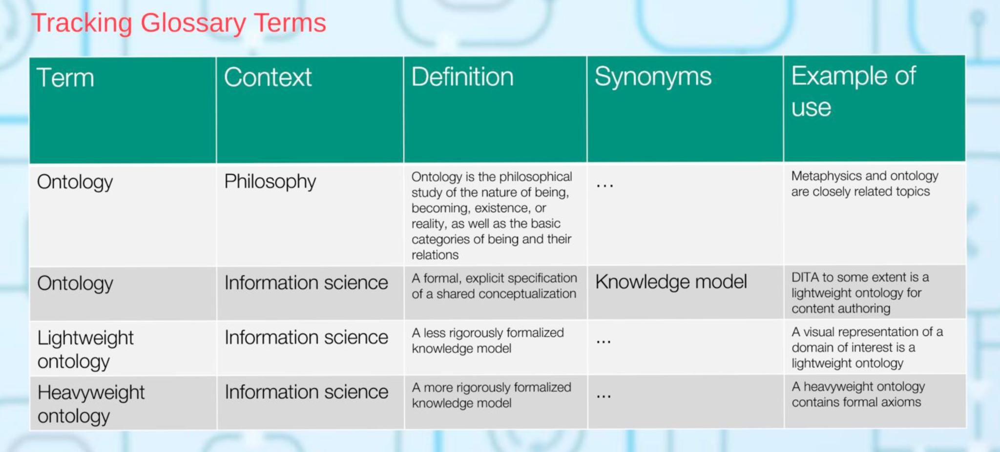 Tracking Glossary Terms
Term
Context
Definition
Synonyms
Example of
use
Ontology
Philosophy
Ontology is the philosophical
study of the nature of being,
becoming, existence, or
reality, as well as the basic
categories of being and their
relations
...
Metaphysics and ontology
are closely related topics
Ontology
Information science
A formal, explicit specification
of a shared conceptualization
Knowledge model
DITA to some extent is a
lightweight ontology for
content authoring
Lightweight
ontology
Information science
A less rigorously formalized
knowledge model
...
A visual representation of a
domain of interest is a
lightweight ontology
Heavyweight
ontology
Information science
A more rigorously formalized
knowledge model
...
A heavyweight ontology
contains formal axioms